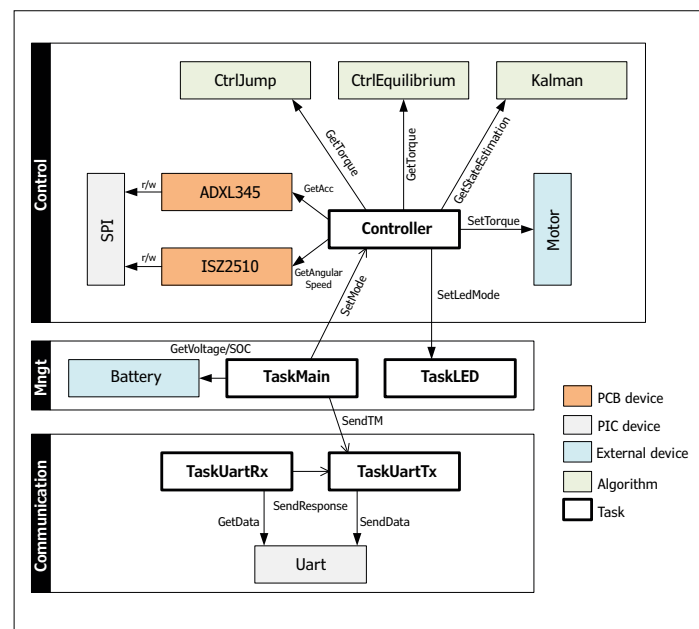 Control
CtrlJump
CtrlEquilibrium
Kalman
GetTorque
GetTorque
GetStateEstimation
SPI
r/w
ADXL345
GetAcc
Controller
SetTorque
Motor
r/w
ISZ2510
GetAngular
Speed
SetMode
SetLedMode
Mngt
GetVoltage/SOC
Battery
TaskMain
TaskLED
SendTM
Communication
TaskUartRx
TaskUartTx
SendResponse
GetData
SendData
Uart
PCB device
PIC device
External device
Algorithm
Task